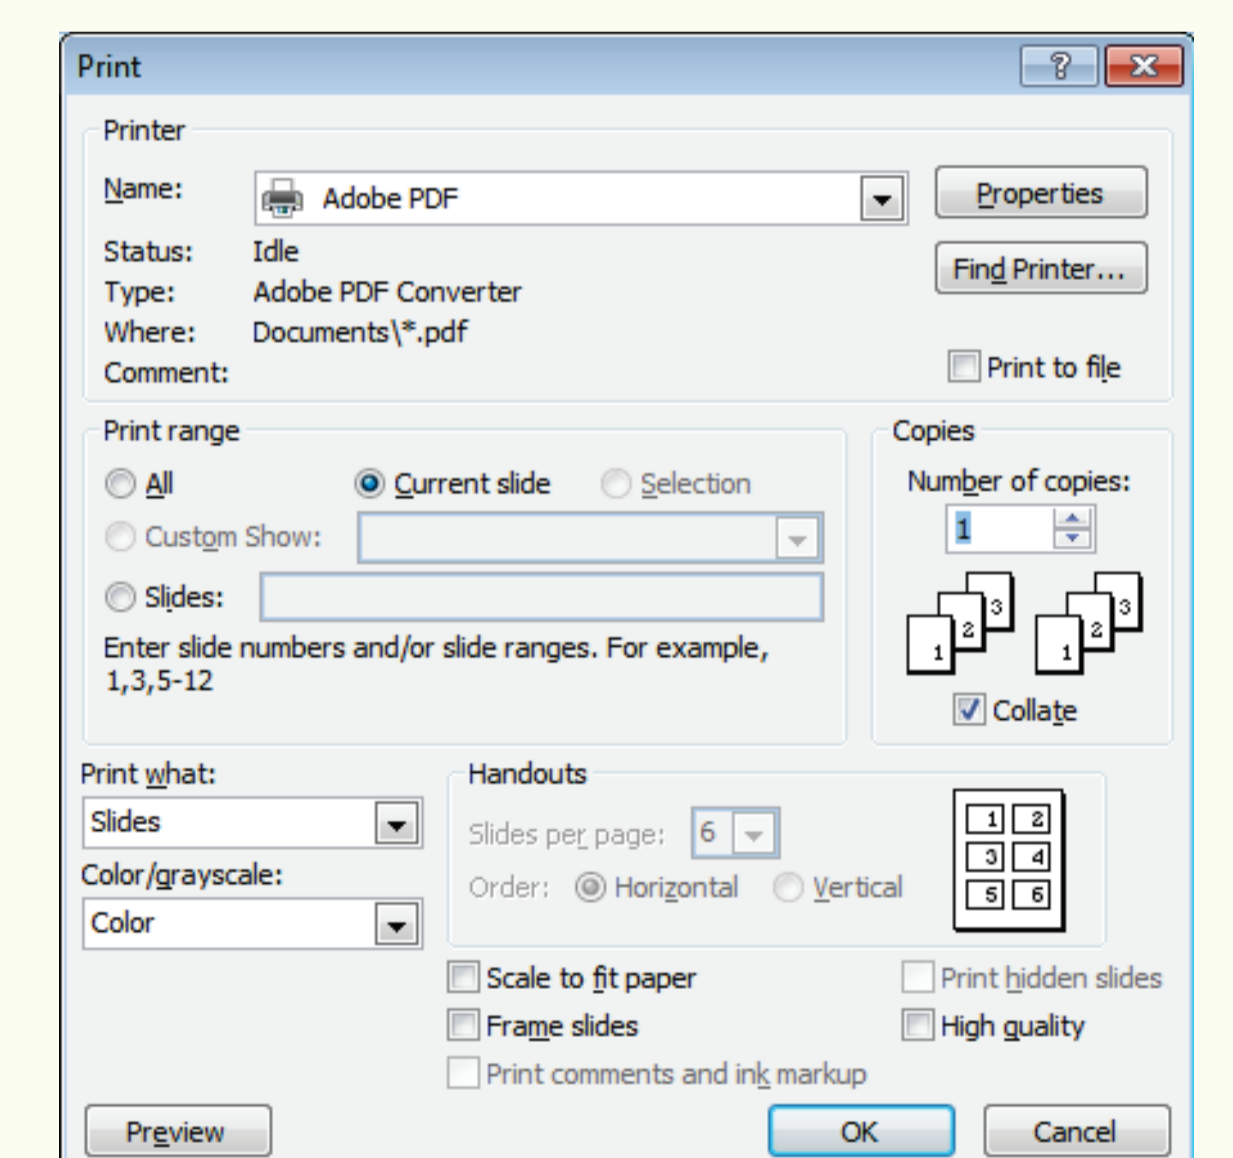 Print
Printer
Name: Adobe PDF Properties
Status: Idle
Find Printer...
Type: Adobe PDF Converter
Where: Documents\*.pdf
Comment: Print to file
Print range
All Current slide Selection
Custom Show:
Slides:
Enter slide numbers and/or slide ranges. For example,
1,3,5-12
Copies
Number of copies:
1
1 2 3 1 2 3
Collate
Print what:
Slides
Color/grayscale:
Color
Handouts
Slides per page: 6
Order: Horizontal Vertical
1 2
3 4
5 6
Scale to fit paper Print hidden slides
Frame slides High quality
Print comments and ink markup
Preview OK Cancel